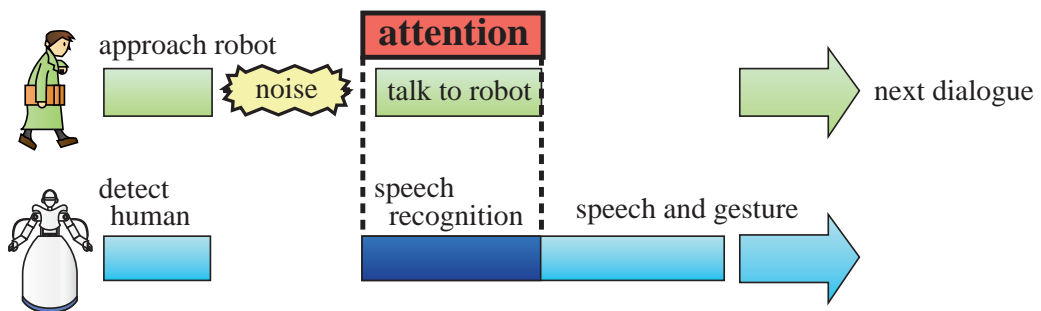 attention
approach robot
noise
talk to robot
next dialogue
detect
human
speech
recognition
speech and gesture